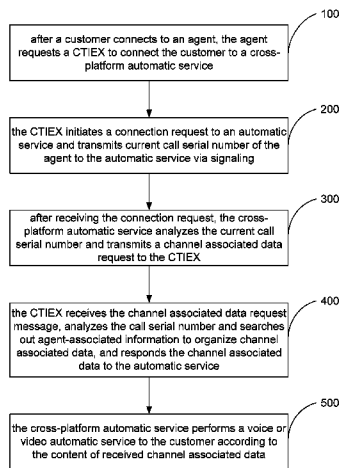 100
after a customer connects to an agent, the agent
requests a CTIEX to connect the customer to a cross-
platform automatic service
200
the CTIEX initiates a connection request to an automatic
service and transmits current call serial number of the
agent to the automatic service via signaling
300
after receiving the connection request, the cross-
platform automatic service analyzes the current call
serial number and transmits a channel associated data
request to the CTIEX
400
the CTIEX receives the channel associated data request
message, analyzes the call serial number and searches
out agent-associated information to organize channel
associated data, and responds the channel associated
data to the automatic service
500
the cross-platform automatic service performs a voice or
video automatic service to the customer according to
the content of received channel associated data